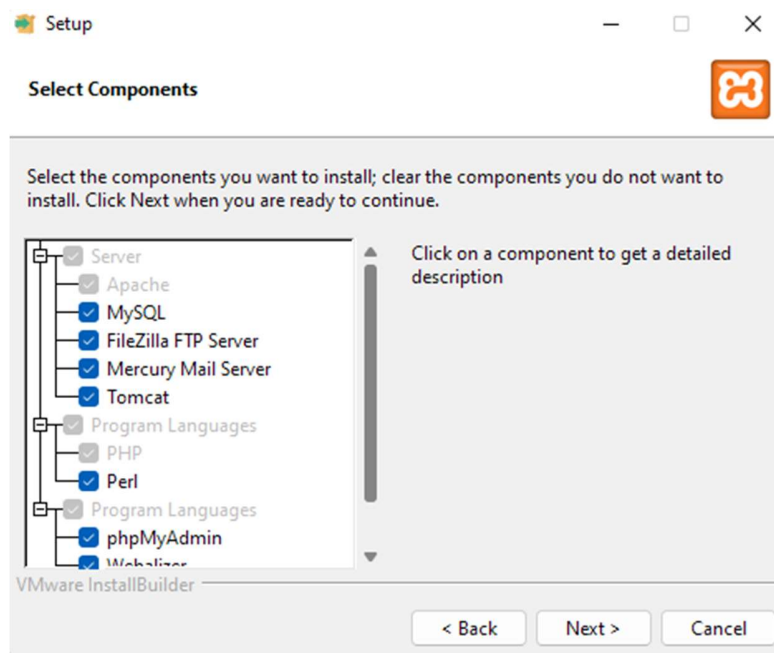 Setup
Select Components
Select the components you want to install; clear the components you do not want to
install. Click Next when you are ready to continue.
Server
Apache
MySQL
FileZilla FTP Server
Mercury Mail Server
Tomcat
Program Languages
PHP
Perl
Program Languages
phpMyAdmin
Webalizer
Click on a component to get a detailed
description
VMware InstallBuilder
< Back
Next >
Cancel